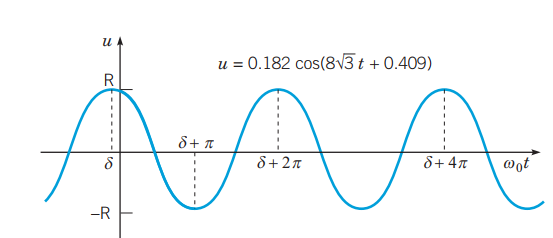 u
u = 0.182 cos(8√3 t + 0.409)
R
δ + π
δ
δ + 2π
δ + 4π
ω₀t
–R